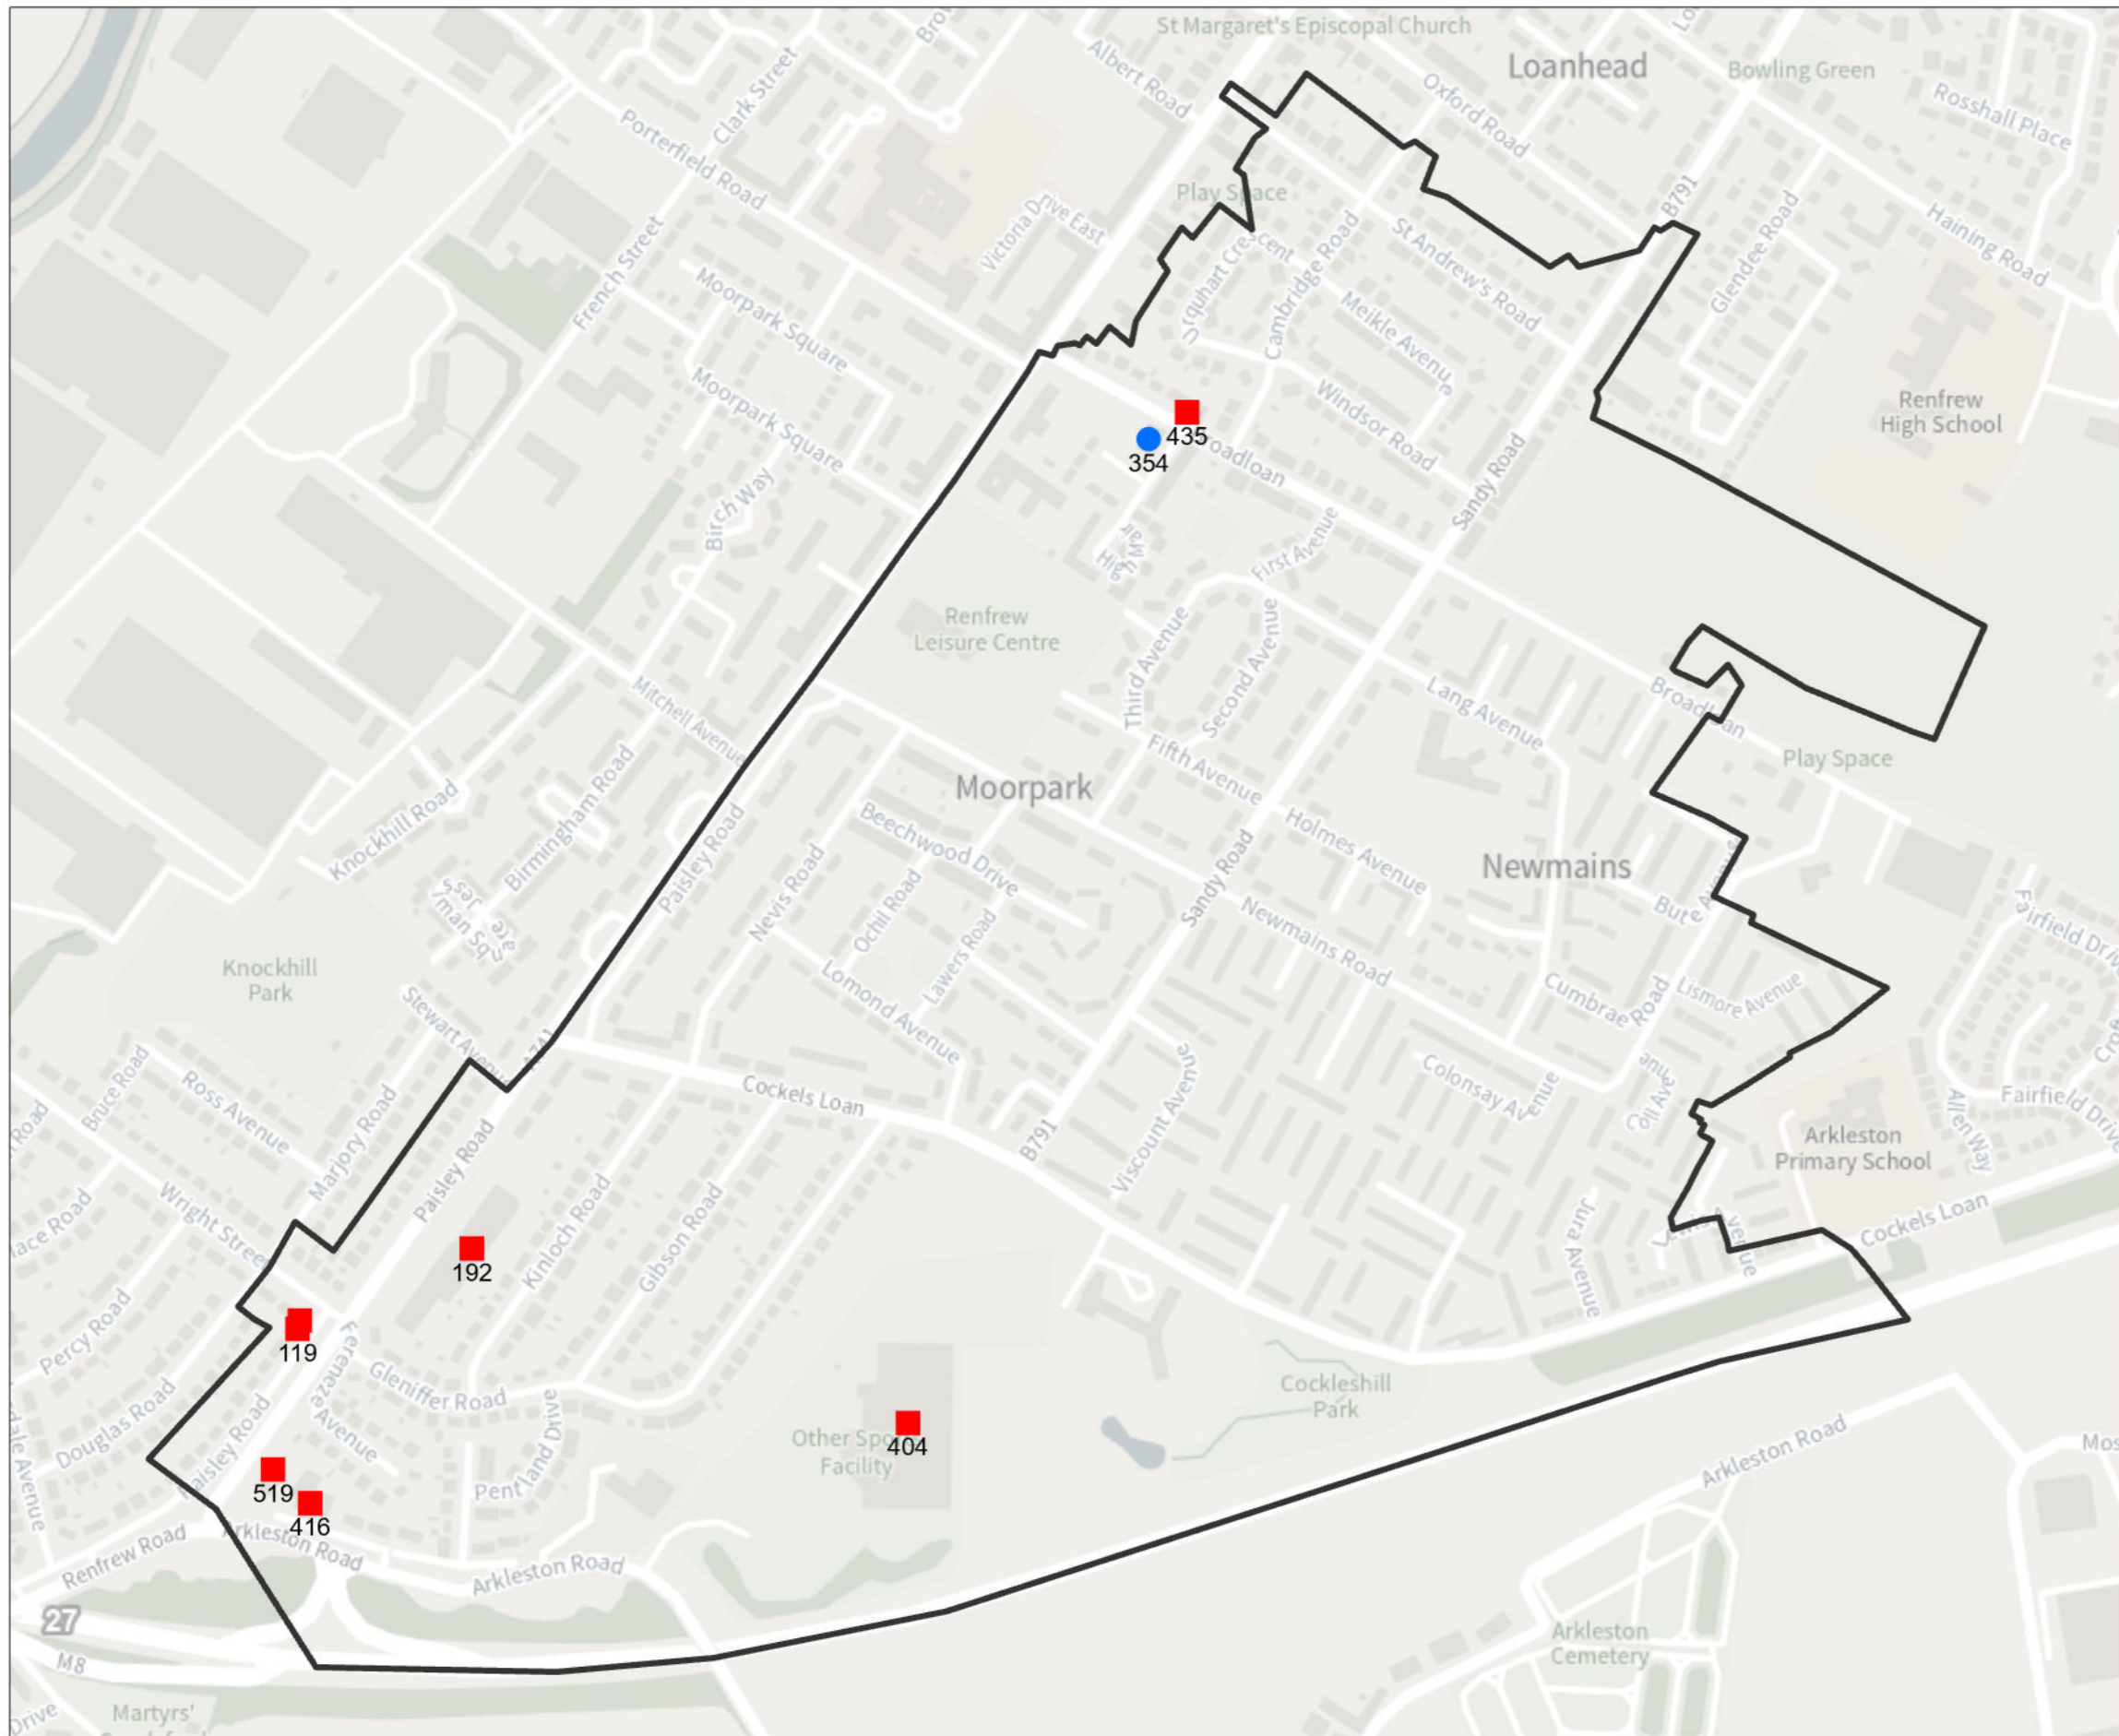 St Margaret's Episcopal Church
Loanhead
Bowling Green
Albert Road
Clark Street
Oxford Road
Rosshall Place
Porterfield Road
Play Space
B791
Victoria Drive East
Glendee Road
Haining Road
French Street
Urquhart Crescent
Cambridge Road
St Andrew's Road
Moorpark Square
Meikle Avenue
Renfrew
High School
Moorpark Square
Windsor Road
435
354
Broadloan
Sandy Road
Birch Way
First Avenue
Renfrew
Leisure Centre
Third Avenue
Second Avenue
Mitchell Avenue
Lang Avenue
Broadloan
Play Space
Fifth Avenue
Moorpark
Knockhill Road
Birmingham Road
Paisley Road
Beechwood Drive
Holmes Avenue
Newmains
Nevis Road
Ochil Road
Sandy Road
Bute Avenue
Newmains Road
Lawers Road
Knockhill
Park
Lomond Avenue
Cumbrae Road
Lismore Avenue
Stewart Avenue
A741
Bruce Road
Ross Avenue
Marjory Road
Cockels Loan
Viscount Avenue
Colonsay Avenue
Coll Avenue
Allen Way
Fairfield Drive
B791
Arkleston
Primary School
Paisley Road
Wright Street
Kinloch Road
Gibson Road
Jura Avenue
Cockels Loan
192
Percy Road
119
Ferenze Avenue
Gleniffer Road
Cockleshill
Park
Douglas Road
Paisley Road
Pentland Drive
Other Spo
Facility
404
Arkleston Road
Mos
519
416
Renfrew Road
Arkleston Road
Arkleston Road
27
M8
Arkleston
Cemetery
Martyrs'
Drive